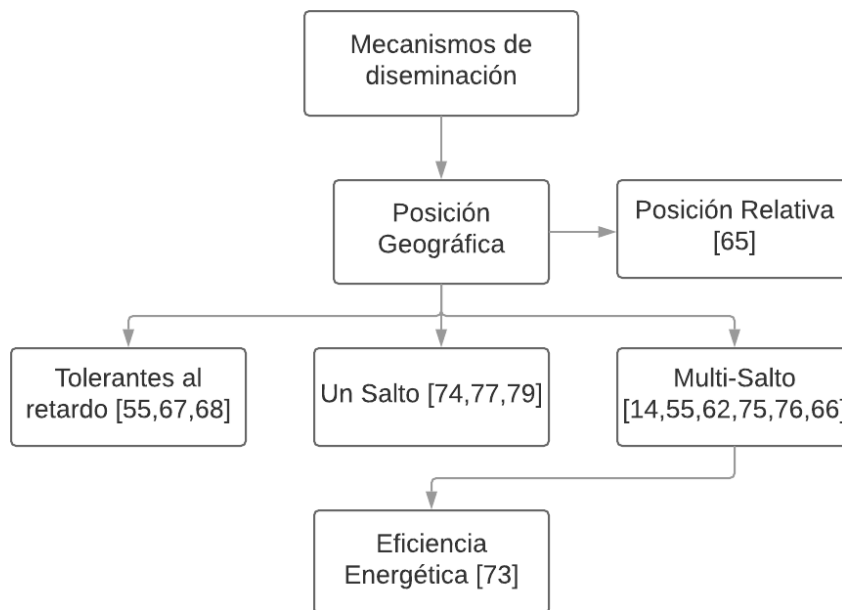 Mecanismos de
diseminación
Posición
Geográfica
Posición Relativa
[65]
Tolerantes al
retardo [55,67,68]
Un Salto [74,77,79]
Multi-Salto
[14,55,62,75,76,66]
Eficiencia
Energética [73]